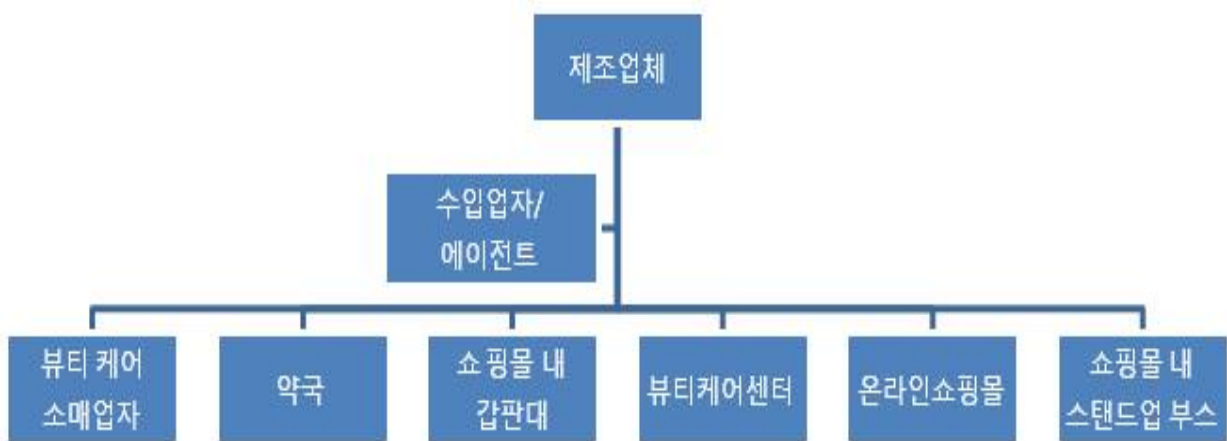 제조업체
수입업자/
에이전트
뷰티 케어
소매업자
약국
쇼핑몰 내
갑판대
뷰티케어센터
온라인쇼핑몰
쇼핑몰 내
스탠드업 부스